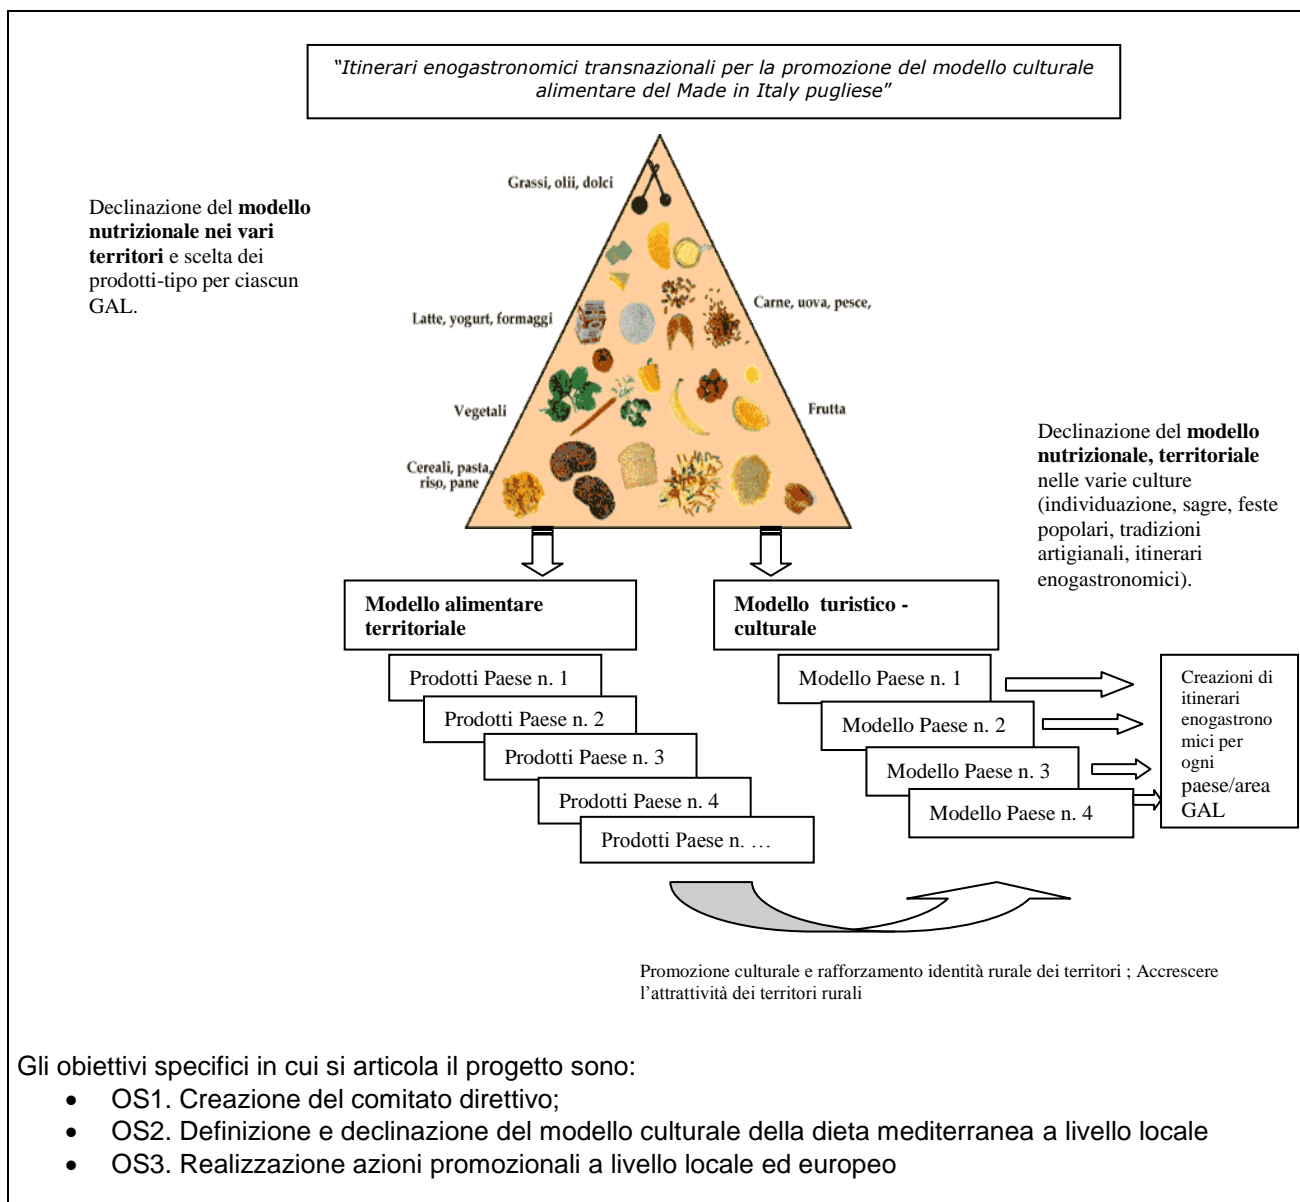 “Itinerari enogastronomici transnazionali per la promozione del modello culturale
alimentare del Made in Italy pugliese”
Grassi, olii, dolci
Declinazione del modello
nutrizionale nei vari
territori e scelta dei
prodotti-tipo per ciascun
GAL.
Latte, yogurt, formaggi
Carne, uova, pesce,
Vegetali
Frutta
Cereali, pasta,
riso, pane
Declinazione del modello
nutrizionale, territoriale
nelle varie culture
(individuazione, sagre, feste
popolari, tradizioni
artigianali, itinerari
enogastronomici).
Modello alimentare
territoriale
Modello turistico -
culturale
Prodotti Paese n. 1
Prodotti Paese n. 2
Prodotti Paese n. 3
Prodotti Paese n. 4
Prodotti Paese n. …
Modello Paese n. 1
Modello Paese n. 2
Modello Paese n. 3
Modello Paese n. 4
Creazioni di
itinerari
enogastrono
mici per
ogni
paese/area
GAL
Promozione culturale e rafforzamento identità rurale dei territori ; Accrescere
l’attrattività dei territori rurali
Gli obiettivi specifici in cui si articola il progetto sono:
• OS1. Creazione del comitato direttivo;
• OS2. Definizione e declinazione del modello culturale della dieta mediterranea a livello locale
• OS3. Realizzazione azioni promozionali a livello locale ed europeo